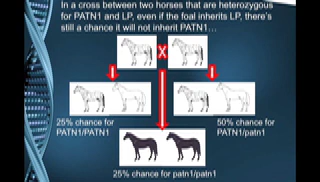 In a cross between two horses that are heterozygous
for PATN1 and LP, even if the foal inherits LP, there's
still a chance it will not inherit PATN1...
X
25% chance for
PATN1/PATN1
50% chance for
PATN1/patn1
25% chance for patn1/patn1